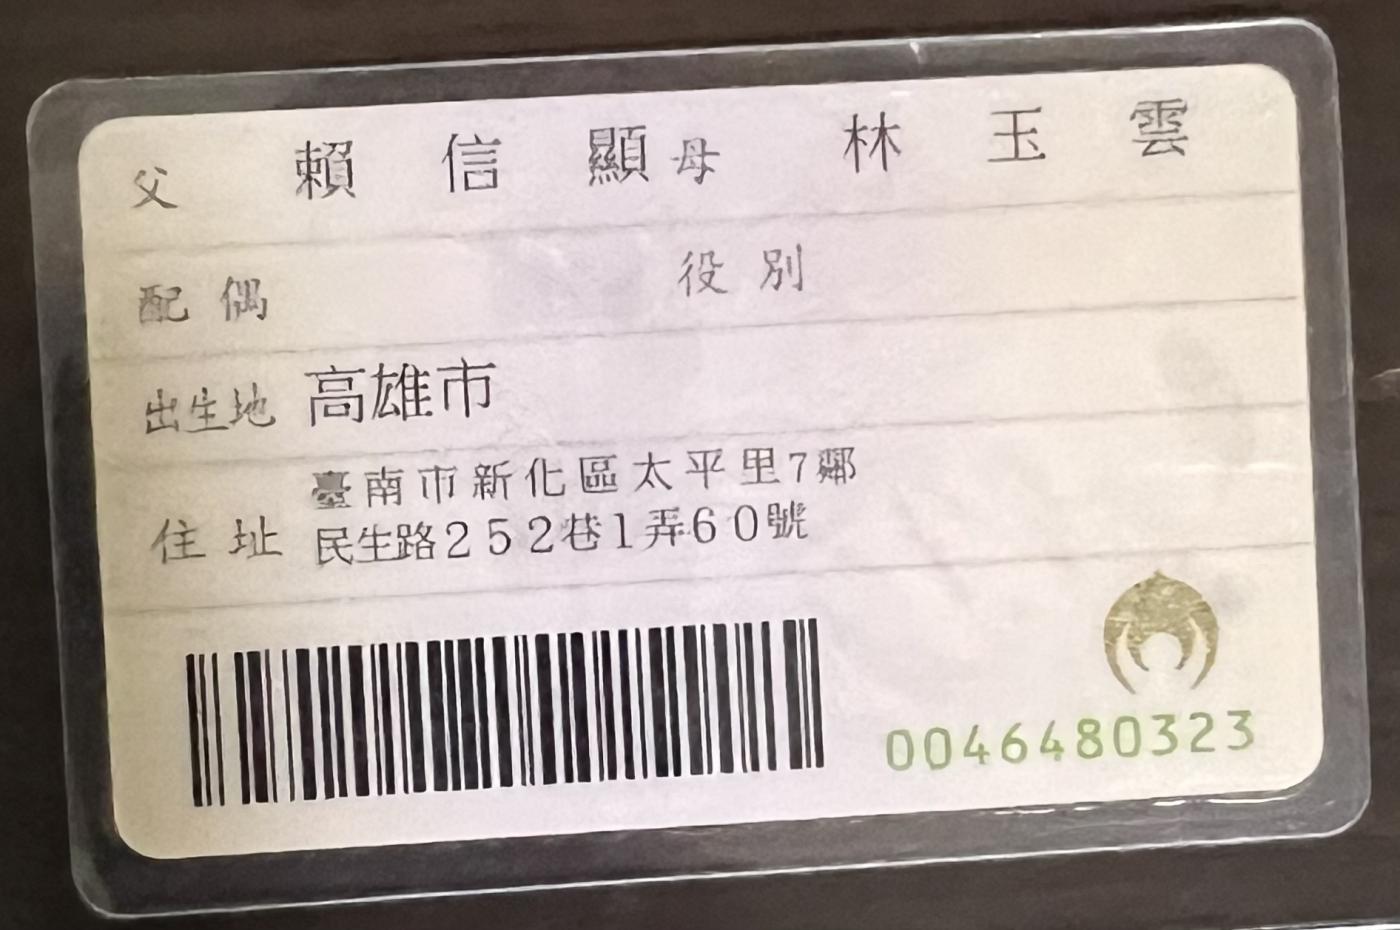 父 賴信顯 母 林玉雲
配偶 役別
出生地 高雄市
臺南市新化區太平里7鄰
住址 民生路252巷1弄60號
0046480323